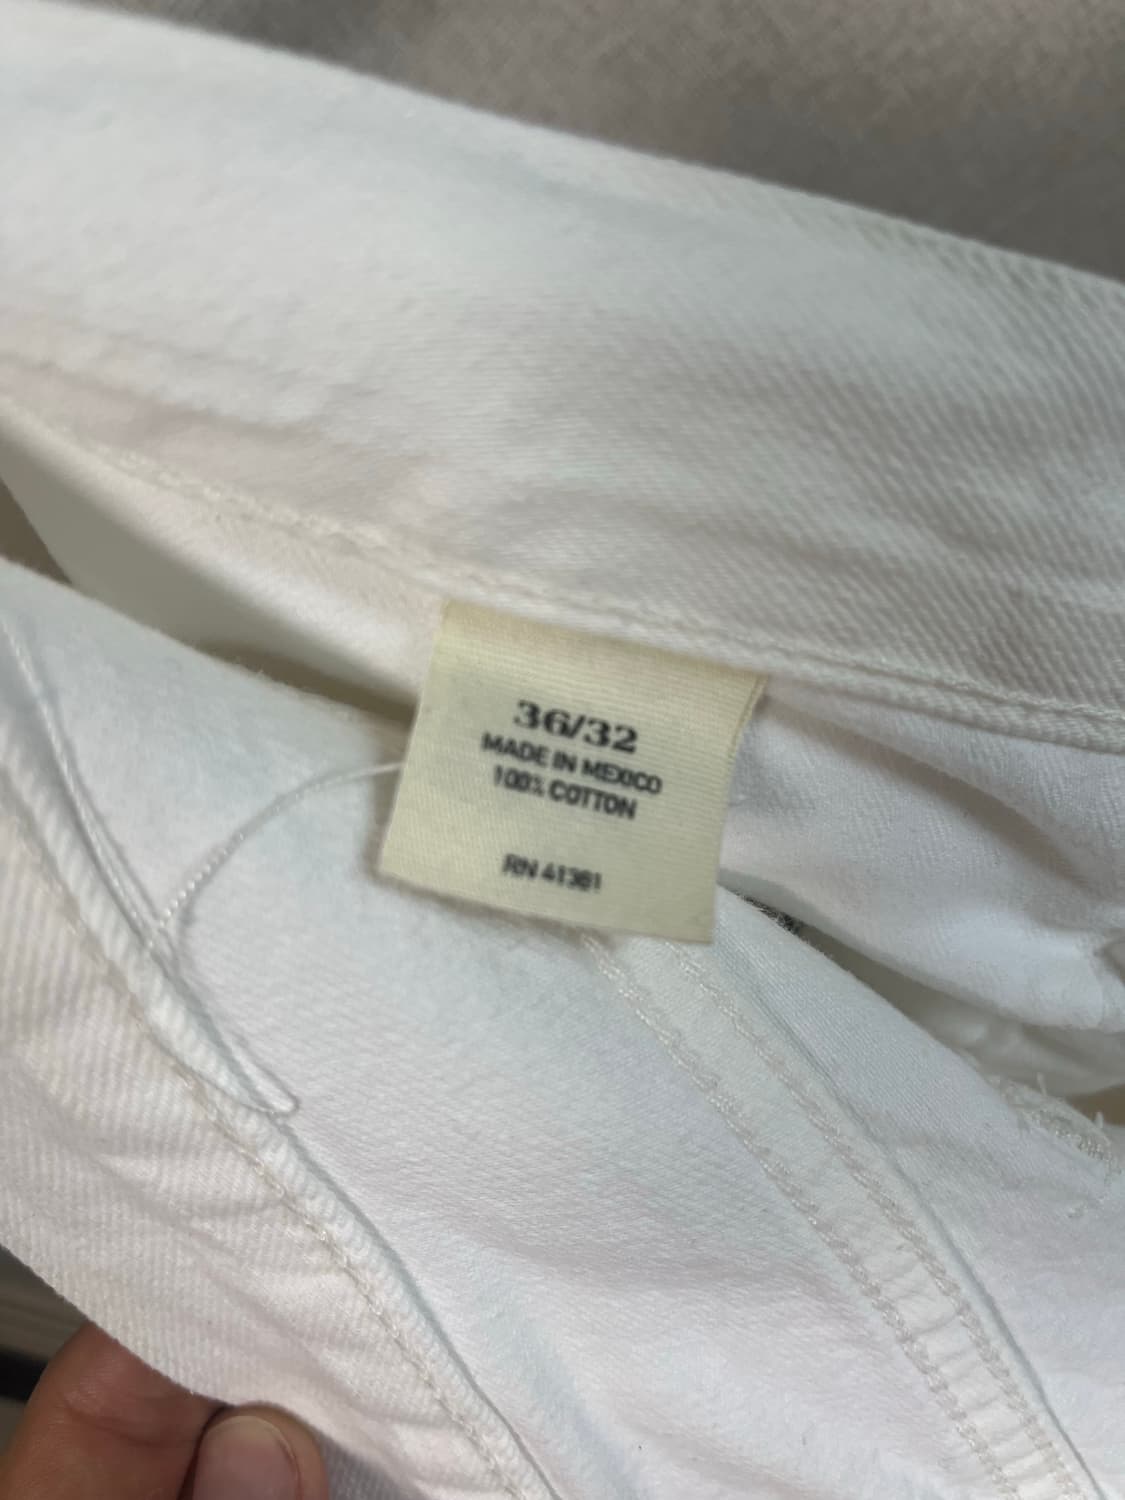 36/32
MADE IN MEXICO
100% COTTON
RN 41381